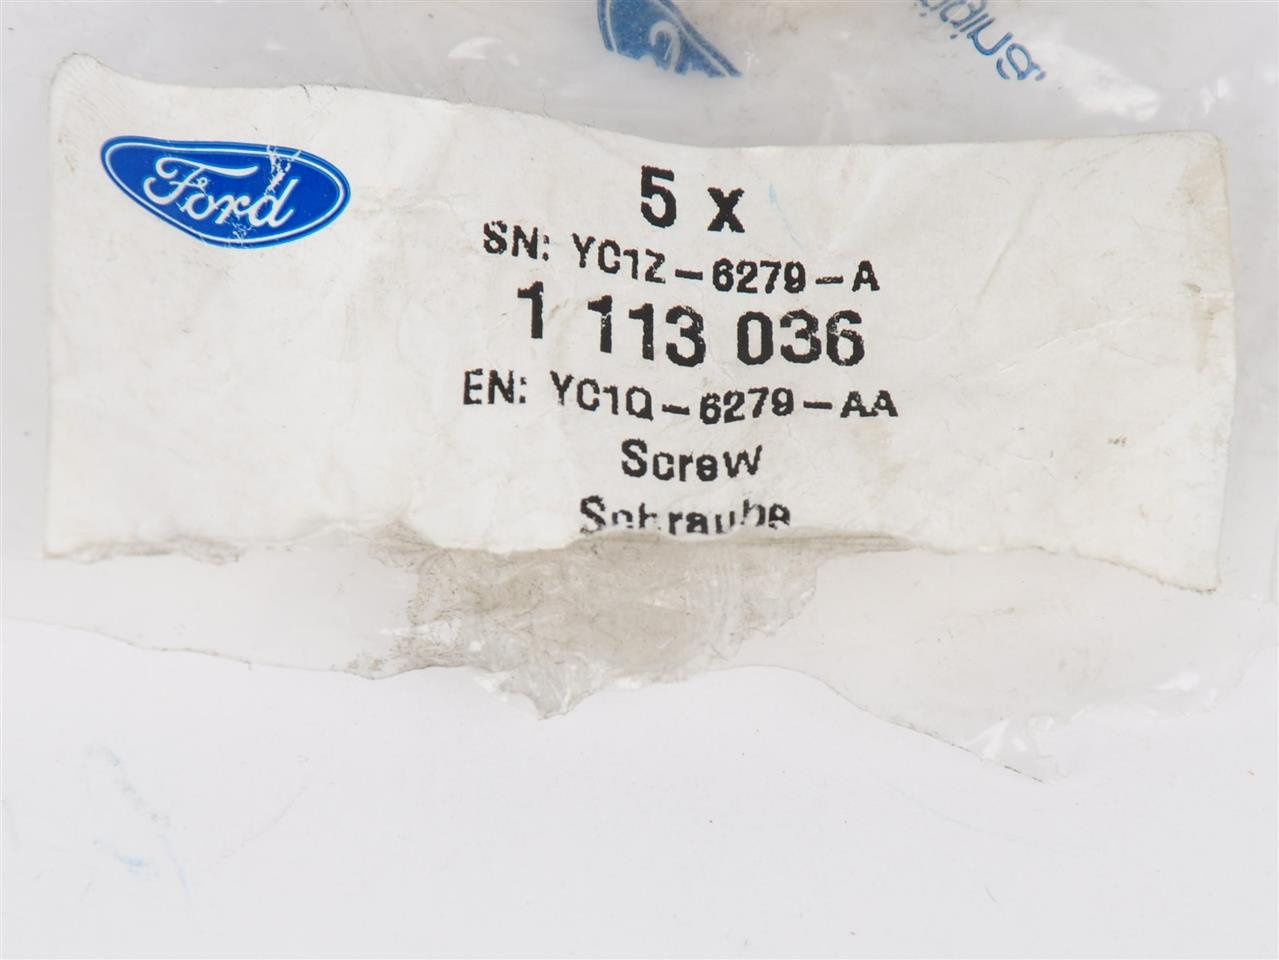 Ford
5 x
SN: YC1Z-6279-A
1 113 036
EN: YC1Q-6279-AA
Screw
Schraube